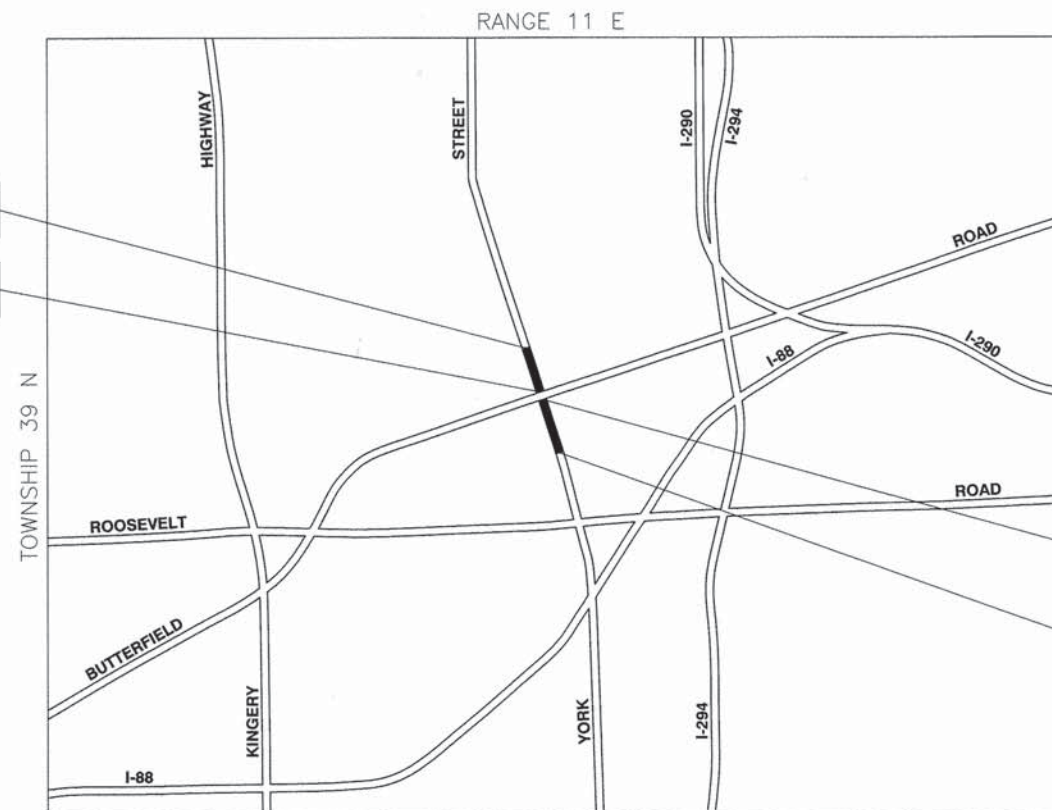 RANGE 11 E
HIGHWAY
STREET
I-290
I-294
ROAD
I-290
I-88
TOWNSHIP 39 N
ROAD
ROOSEVELT
BUTTERFIELD
KINGERY
YORK
I-294
I-88